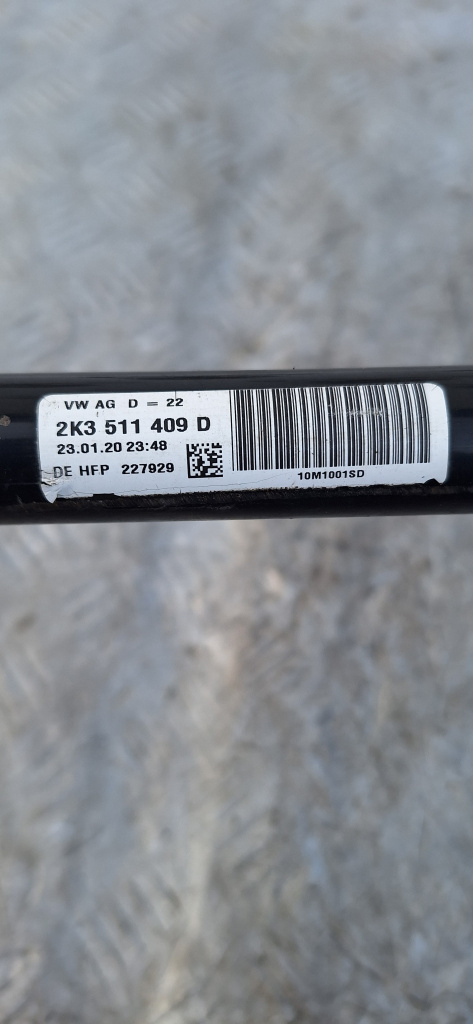 VW AG D = 22
2K3 511 409 D
23.01.20 23:48
DE HFP 227929
10M1001SD